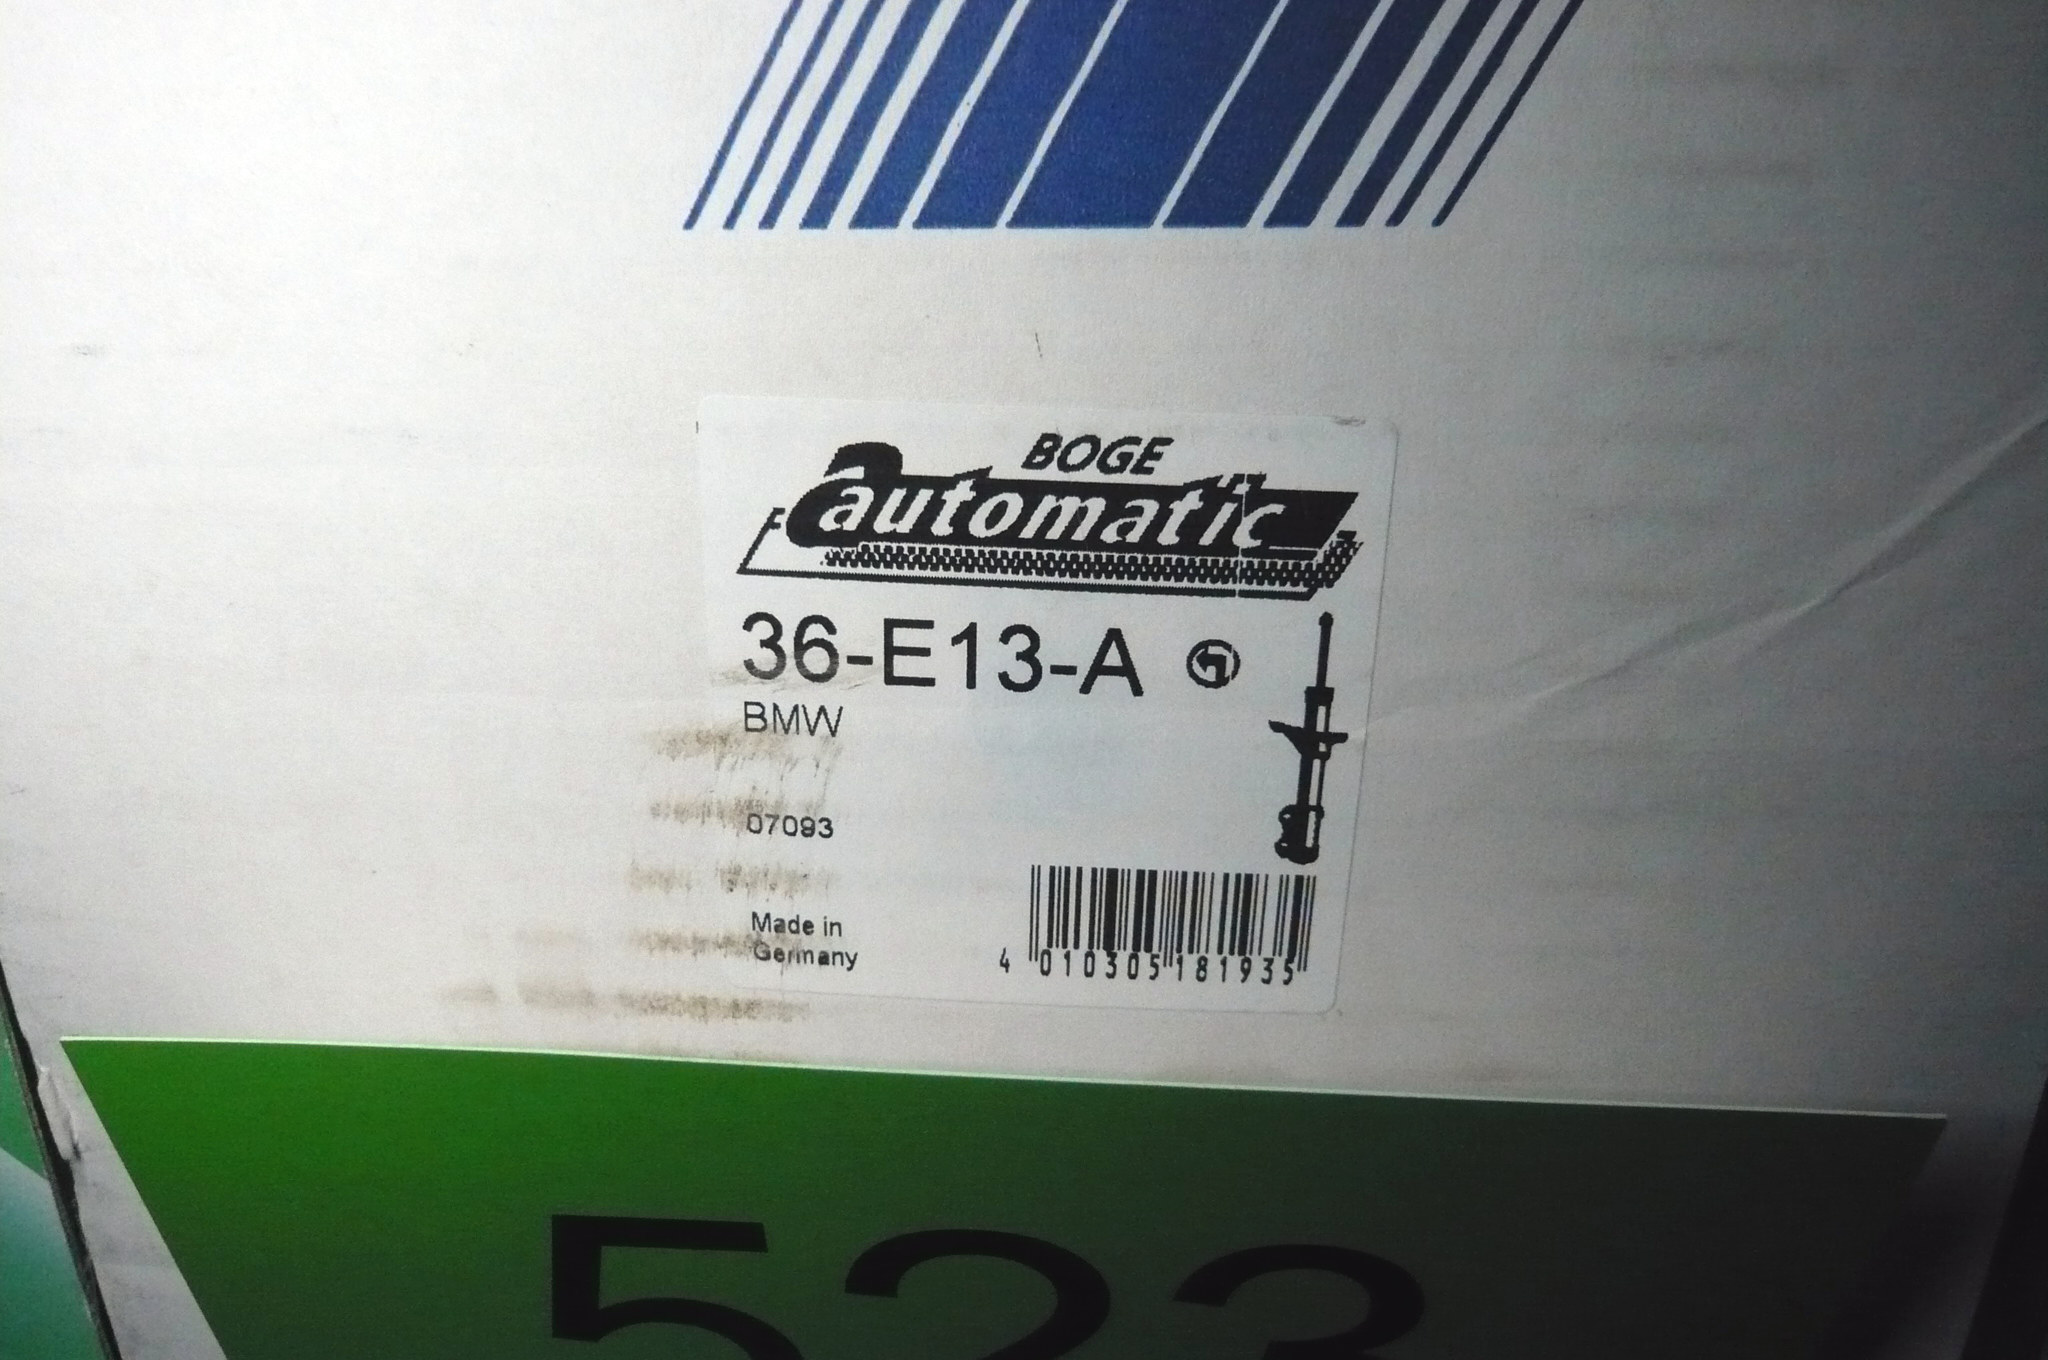 BOGE
automatic
36-E13-A
BMW
07093
Made in
Germany
4 010305 181935
523